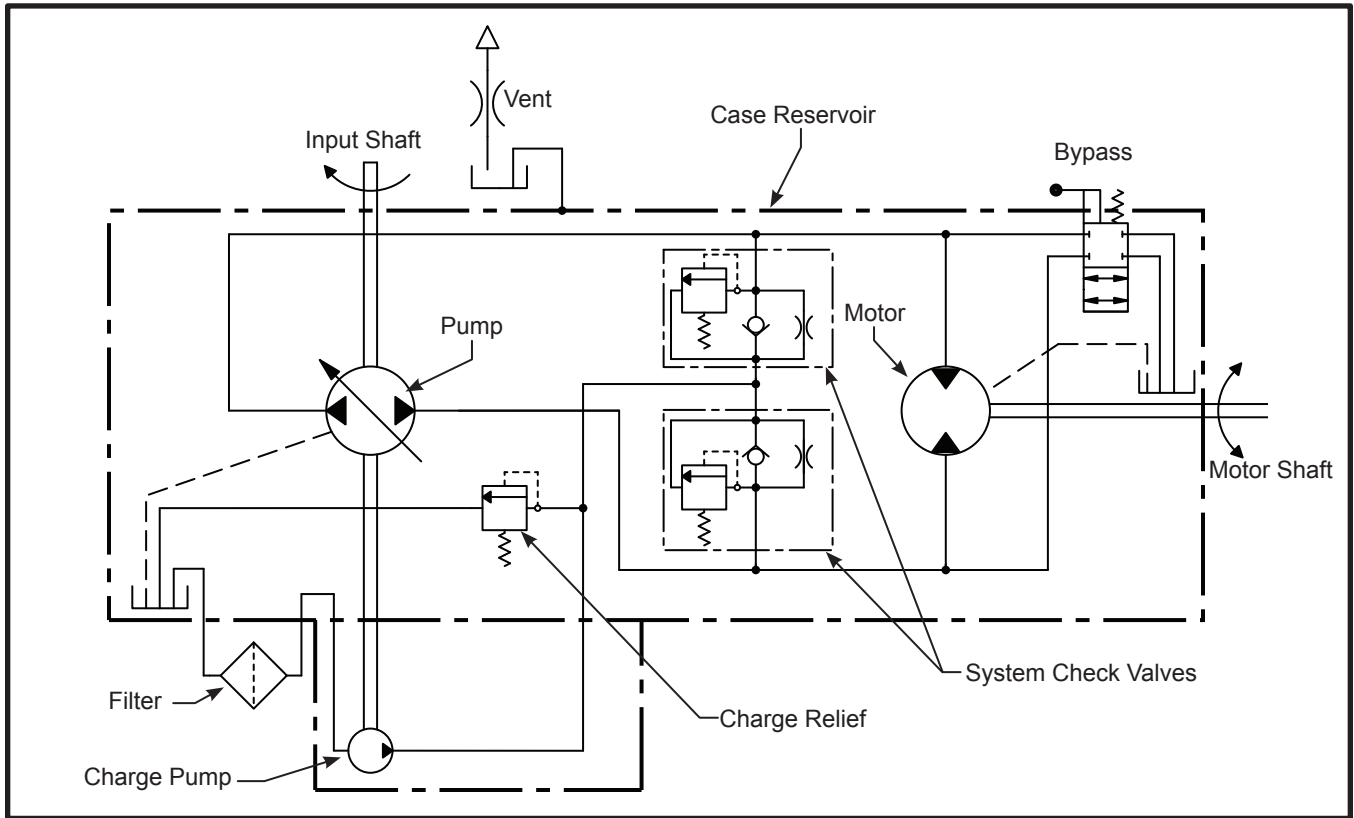 Vent
Case Reservoir
Input Shaft
Bypass
Pump
Motor
Motor Shaft
System Check Valves
Filter
Charge Relief
Charge Pump